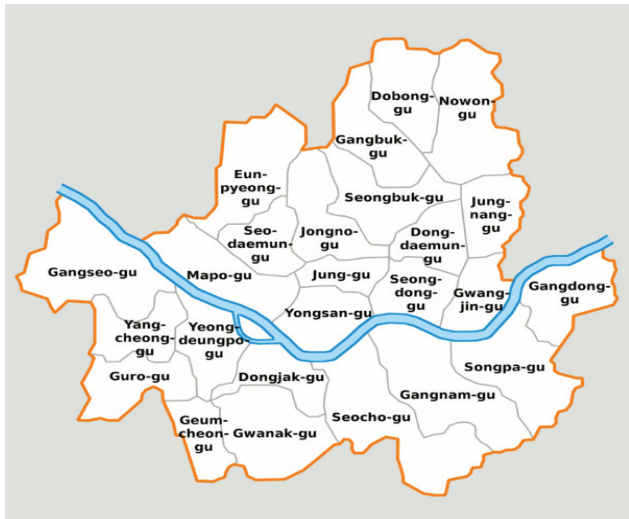 Dobong-
gu
Nowon-
gu
Gangbuk-
gu
Eun-
pyeong-
gu
Seongbuk-gu
Jung-
nang-
gu
Seo-
daemun-
gu
Jongno-
gu
Dong-
daemun-
gu
Gangseo-gu
Mapo-gu
Jung-gu
Seong-
dong-
gu
Gwang-
jin-gu
Gangdong-
gu
Yongsan-gu
Yang-
cheong-
gu
Yeong-
deungpo-
gu
Songpa-gu
Guro-gu
Dongjak-gu
Gangnam-gu
Seocho-gu
Geum-
cheon-
gu
Gwanak-gu